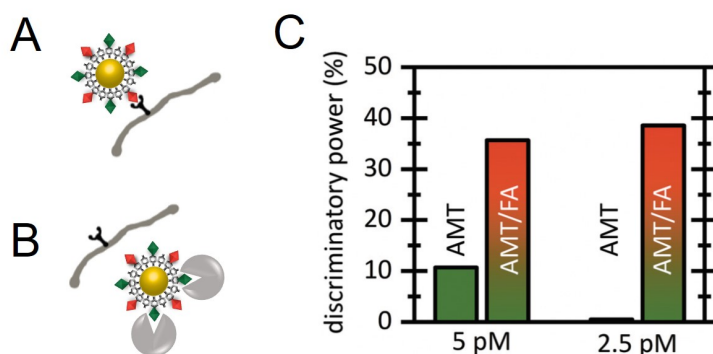 A
B
C
discriminatory power (%)
50
40
30
20
10
0
AMT
AMT/FA
AMT
AMT/FA
5 pM
2.5 pM